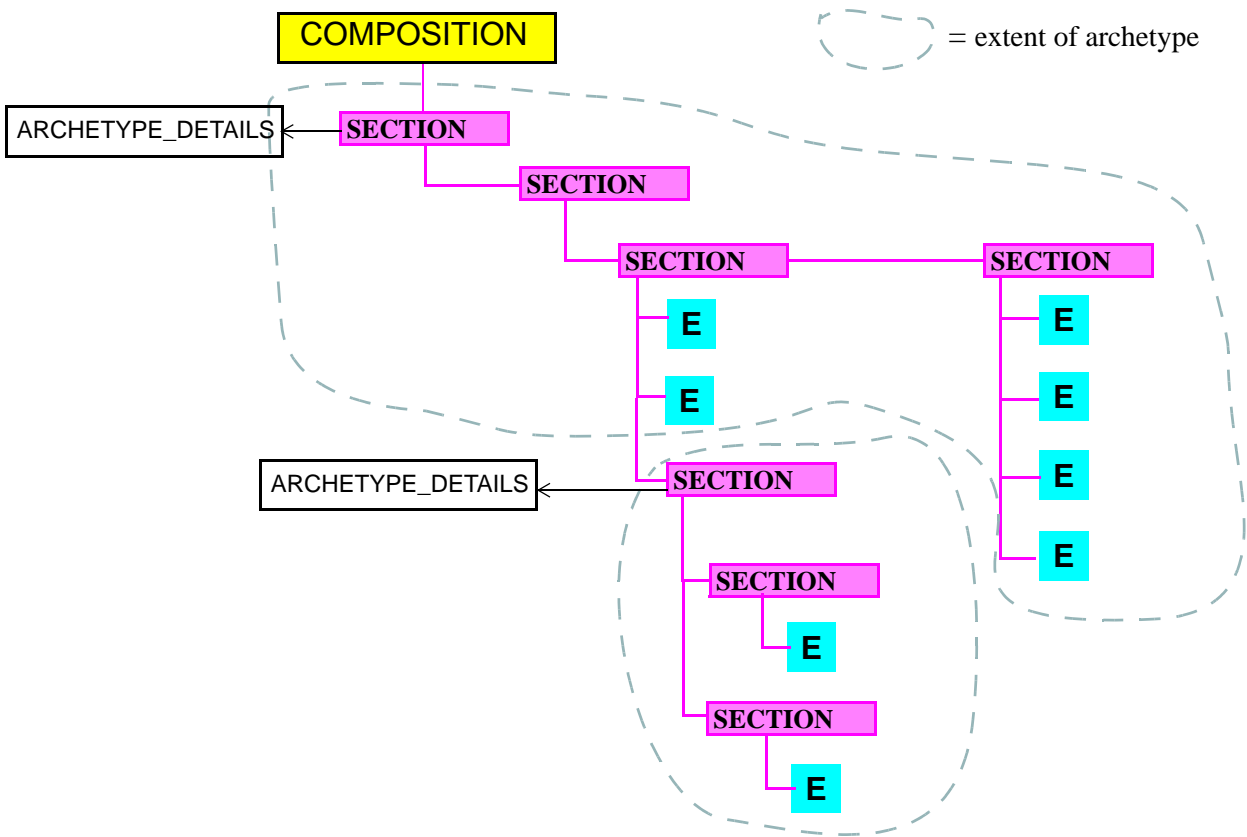 COMPOSITION
= extent of archetype
ARCHETYPE_DETAILS
SECTION
SECTION
SECTION
SECTION
E
E
E
E
ARCHETYPE_DETAILS
SECTION
E
E
SECTION
E
SECTION
E